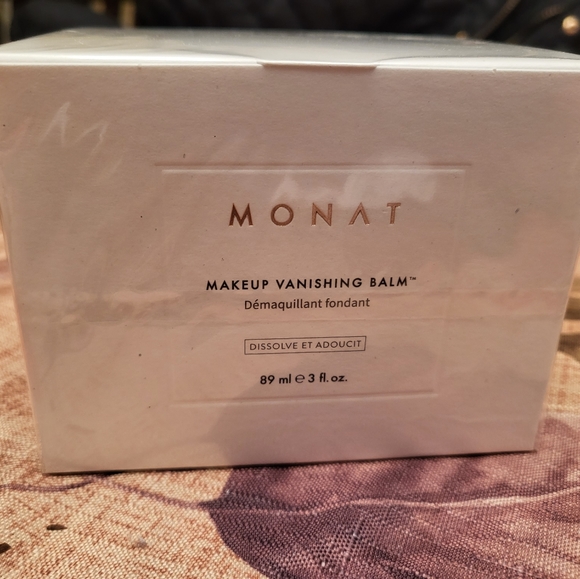 MONAT
MAKEUP VANISHING BALM™
Démaquillant fondant
DISSOLVE ET ADOUCIT
89 ml ℮ 3 fl. oz.